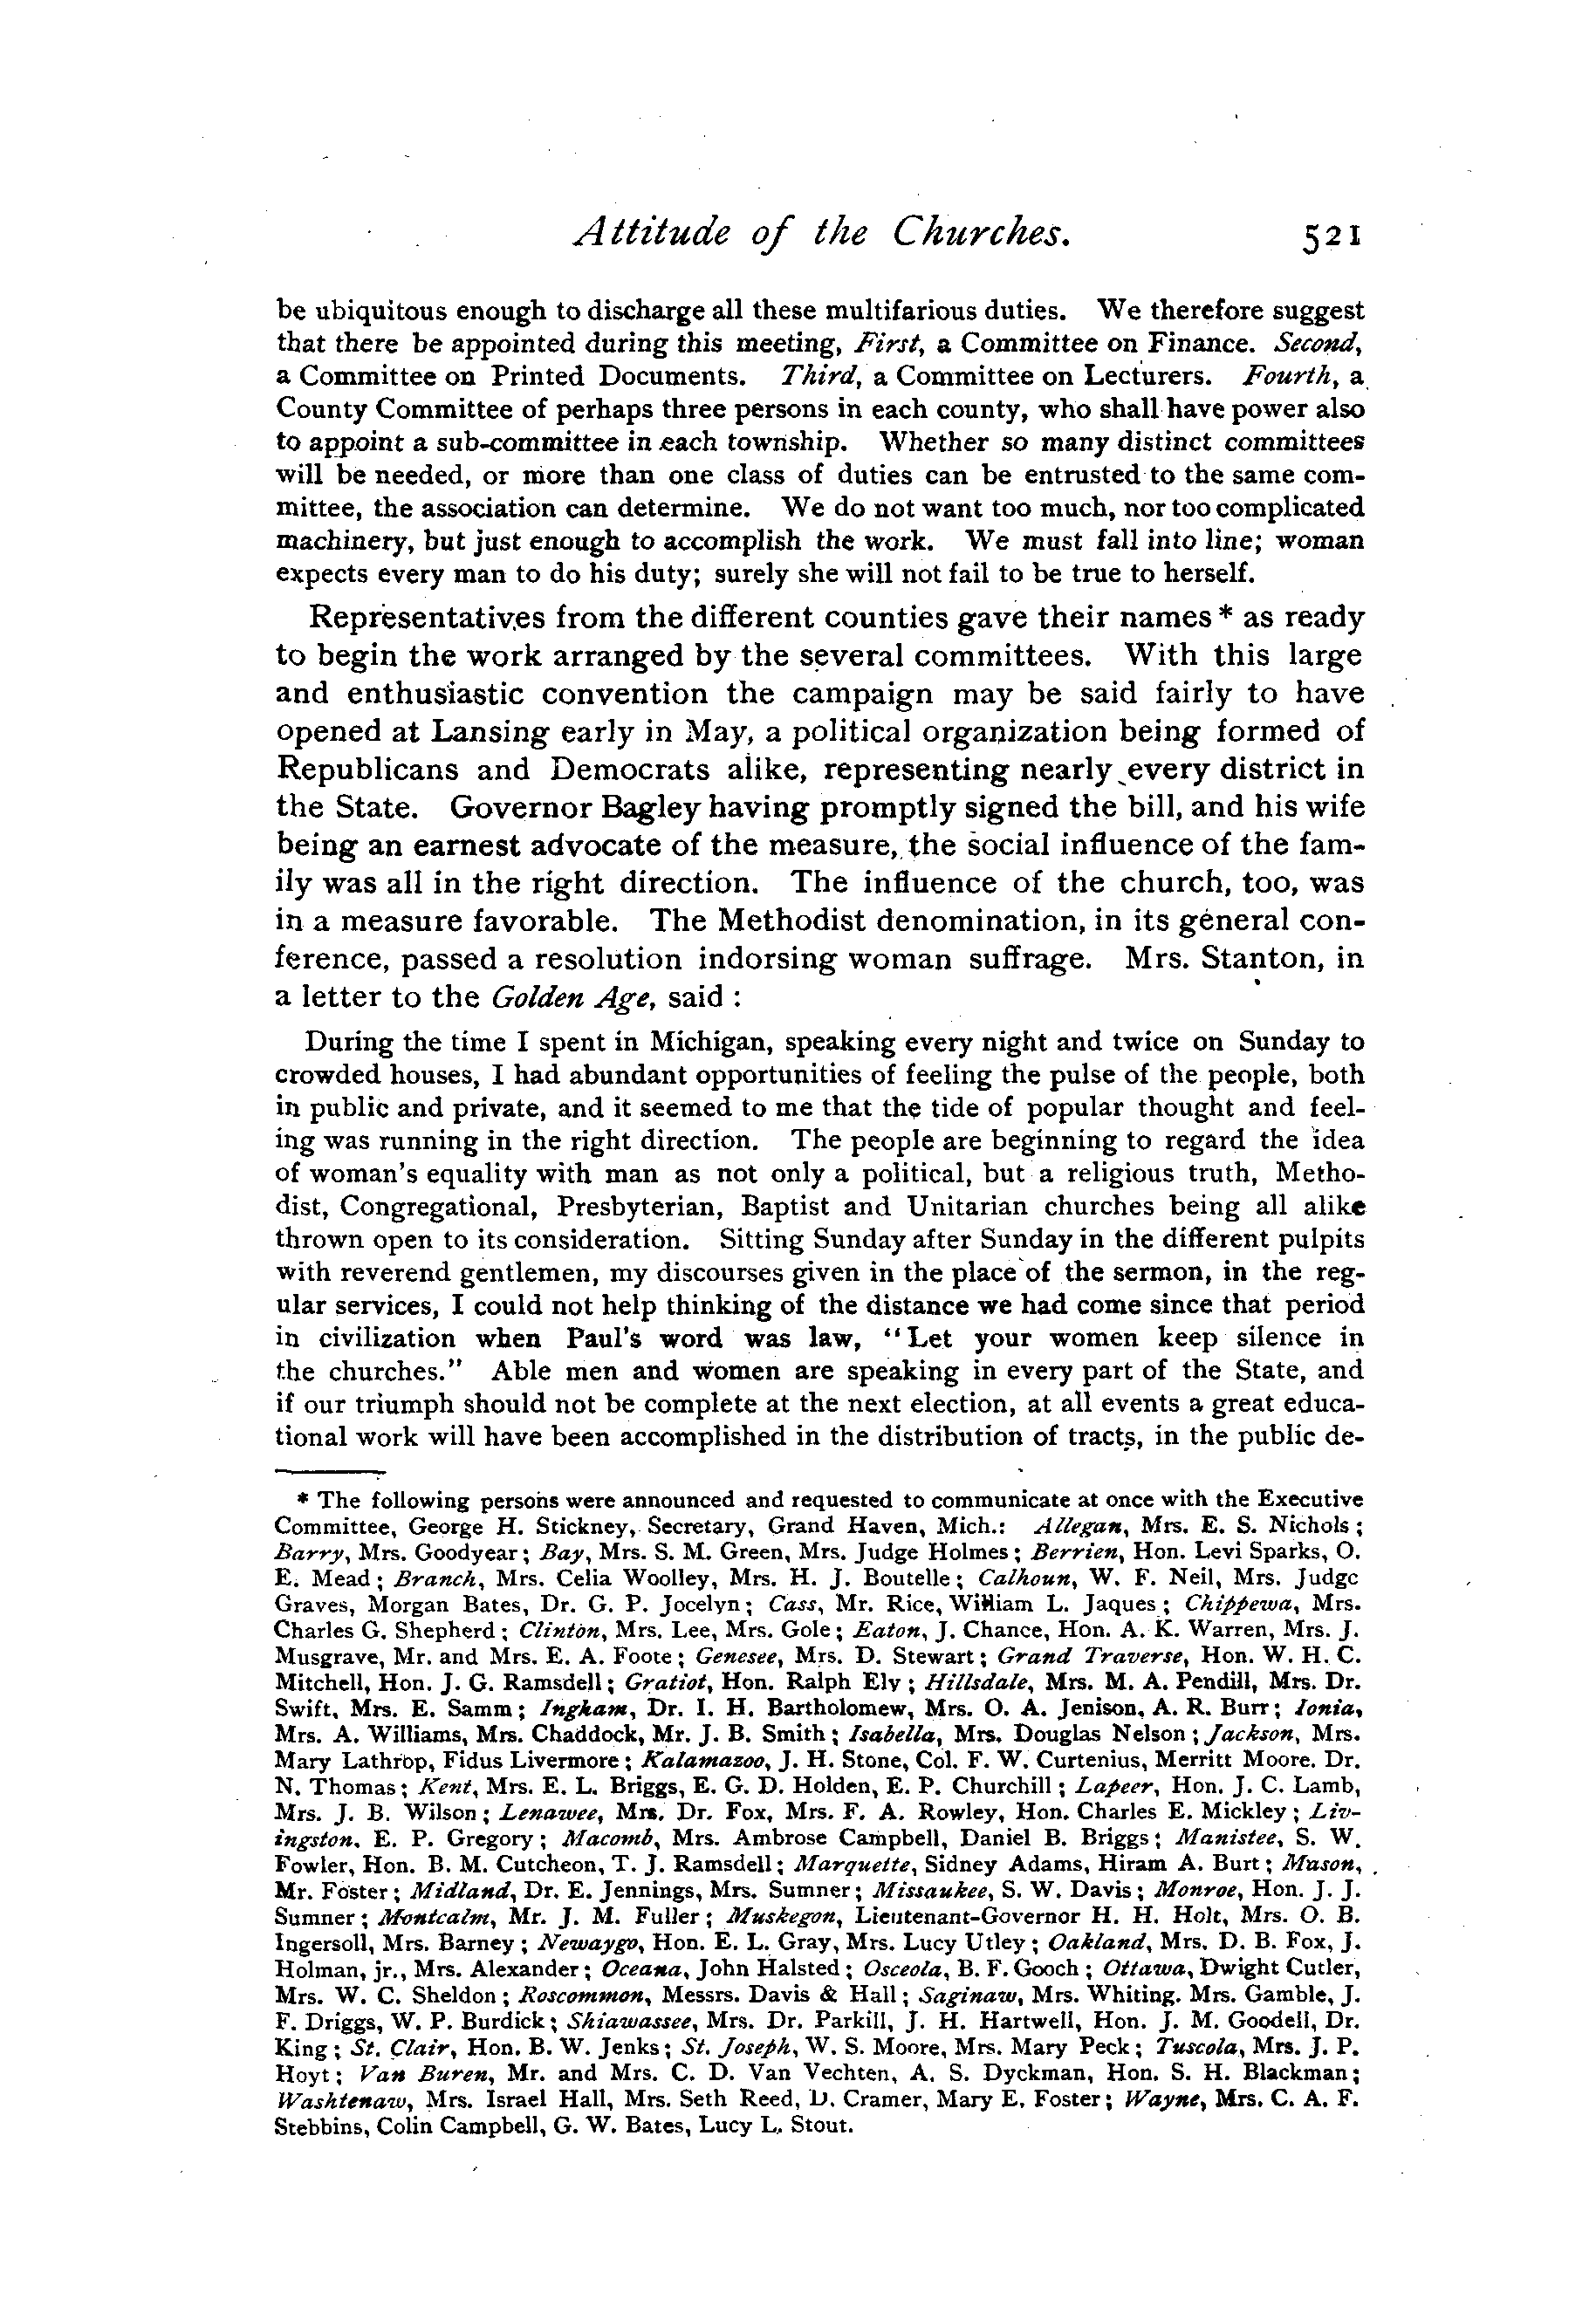 Attitude of the Churches. 521
be ubiquitous enough to discharge all these multifarious duties. We therefore suggest
that there be appointed during this meeting, First, a Committee on Finance. Second,
a Committee on Printed Documents. Third, a Committee on Lecturers. Fourth, a
County Committee of perhaps three persons in each county, who shall have power also
to appoint a sub-committee in each township. Whether so many distinct committees
will be needed, or more than one class of duties can be entrusted to the same com-
mittee, the association can determine. We do not want too much, nor too complicated
machinery, but just enough to accomplish the work. We must fall into line; woman
expects every man to do his duty; surely she will not fail to be true to herself.
Representatives from the different counties gave their names * as ready
to begin the work arranged by the several committees. With this large
and enthusiastic convention the campaign may be said fairly to have
opened at Lansing early in May, a political organization being formed of
Republicans and Democrats alike, representing nearly every district in
the State. Governor Bagley having promptly signed the bill, and his wife
being an earnest advocate of the measure, the social influence of the fam-
ily was all in the right direction. The influence of the church, too, was
in a measure favorable. The Methodist denomination, in its general con-
ference, passed a resolution indorsing woman suffrage. Mrs. Stanton, in
a letter to the Golden Age, said :
During the time I spent in Michigan, speaking every night and twice on Sunday to
crowded houses, I had abundant opportunities of feeling the pulse of the people, both
in public and private, and it seemed to me that the tide of popular thought and feel-
ing was running in the right direction. The people are beginning to regard the idea
of woman's equality with man as not only a political, but a religious truth, Metho-
dist, Congregational, Presbyterian, Baptist and Unitarian churches being all alike
thrown open to its consideration. Sitting Sunday after Sunday in the different pulpits
with reverend gentlemen, my discourses given in the place of the sermon, in the reg-
ular services, I could not help thinking of the distance we had come since that period
in civilization when Paul's word was law, "Let your women keep silence in
the churches." Able men and women are speaking in every part of the State, and
if our triumph should not be complete at the next election, at all events a great educa-
tional work will have been accomplished in the distribution of tracts, in the public de-
* The following persons were announced and requested to communicate at once with the Executive
Committee, George H. Stickney, Secretary, Grand Haven, Mich.: Allegan, Mrs. E. S. Nichols ;
Barry, Mrs. Goodyear ; Bay, Mrs. S. M. Green, Mrs. Judge Holmes ; Berrien, Hon. Levi Sparks, O.
E. Mead ; Branch, Mrs. Celia Woolley, Mrs. H. J. Boutelle ; Calhoun, W. F. Neil, Mrs. Judge
Graves, Morgan Bates, Dr. G. P. Jocelyn ; Cass, Mr. Rice, William L. Jaques ; Chippewa, Mrs.
Charles G. Shepherd ; Clinton, Mrs. Lee, Mrs. Gole ; Eaton, J. Chance, Hon. A. K. Warren, Mrs. J.
Musgrave, Mr. and Mrs. E. A. Foote ; Genesee, Mrs. D. Stewart ; Grand Traverse, Hon. W. H. C.
Mitchell, Hon. J. G. Ramsdell ; Gratiot, Hon. Ralph Ely ; Hillsdale, Mrs. M. A. Pendill, Mrs. Dr.
Swift, Mrs. E. Samm ; Ingham, Dr. I. H. Bartholomew, Mrs. O. A. Jenison, A. R. Burr ; Ionia,
Mrs. A. Williams, Mrs. Chaddock, Mr. J. B. Smith ; Isabella, Mrs. Douglas Nelson ; Jackson, Mrs.
Mary Lathrop, Fidus Livermore ; Kalamazoo, J. H. Stone, Col. F. W. Curtenius, Merritt Moore. Dr.
N. Thomas ; Kent, Mrs. E. L. Briggs, E. G. D. Holden, E. P. Churchill ; Lapeer, Hon. J. C. Lamb,
Mrs. J. B. Wilson ; Lenawee, Mrs. Dr. Fox, Mrs. F. A. Rowley, Hon. Charles E. Mickley ; Liv-
ingston, E. P. Gregory ; Macomb, Mrs. Ambrose Campbell, Daniel B. Briggs ; Manistee, S. W.
Fowler, Hon. B. M. Cutcheon, T. J. Ramsdell ; Marquette, Sidney Adams, Hiram A. Burt ; Mason,
Mr. Foster ; Midland, Dr. E. Jennings, Mrs. Sumner ; Missaukee, S. W. Davis ; Monroe, Hon. J. J.
Sumner ; Montcalm, Mr. J. M. Fuller ; Muskegon, Lieutenant-Governor H. H. Holt, Mrs. O. B.
Ingersoll, Mrs. Barney ; Newaygo, Hon. E. L. Gray, Mrs. Lucy Utley ; Oakland, Mrs. D. B. Fox, J.
Holman, jr., Mrs. Alexander ; Oceana, John Halsted ; Osceola, B. F. Gooch ; Ottawa, Dwight Cutler,
Mrs. W. C. Sheldon ; Roscommon, Messrs. Davis & Hall ; Saginaw, Mrs. Whiting. Mrs. Gamble, J.
F. Driggs, W. P. Burdick ; Shiawassee, Mrs. Dr. Parkill, J. H. Hartwell, Hon. J. M. Goodell, Dr.
King ; St. Clair, Hon. B. W. Jenks ; St. Joseph, W. S. Moore, Mrs. Mary Peck ; Tuscola, Mrs. J. P.
Hoyt ; Van Buren, Mr. and Mrs. C. D. Van Vechten, A. S. Dyckman, Hon. S. H. Blackman ;
Washtenaw, Mrs. Israel Hall, Mrs. Seth Reed, D. Cramer, Mary E. Foster ; Wayne, Mrs. C. A. F.
Stebbins, Colin Campbell, G. W. Bates, Lucy L. Stout.